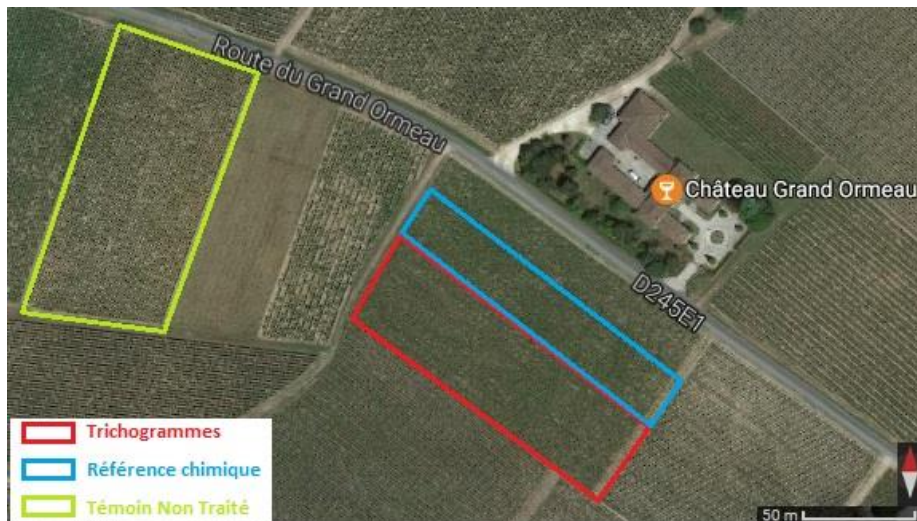 Route du Grand Ormeau
Château Grand Ormeau
D245E1
Trichogrammes
Référence chimique
Témoin Non Traité
50 m